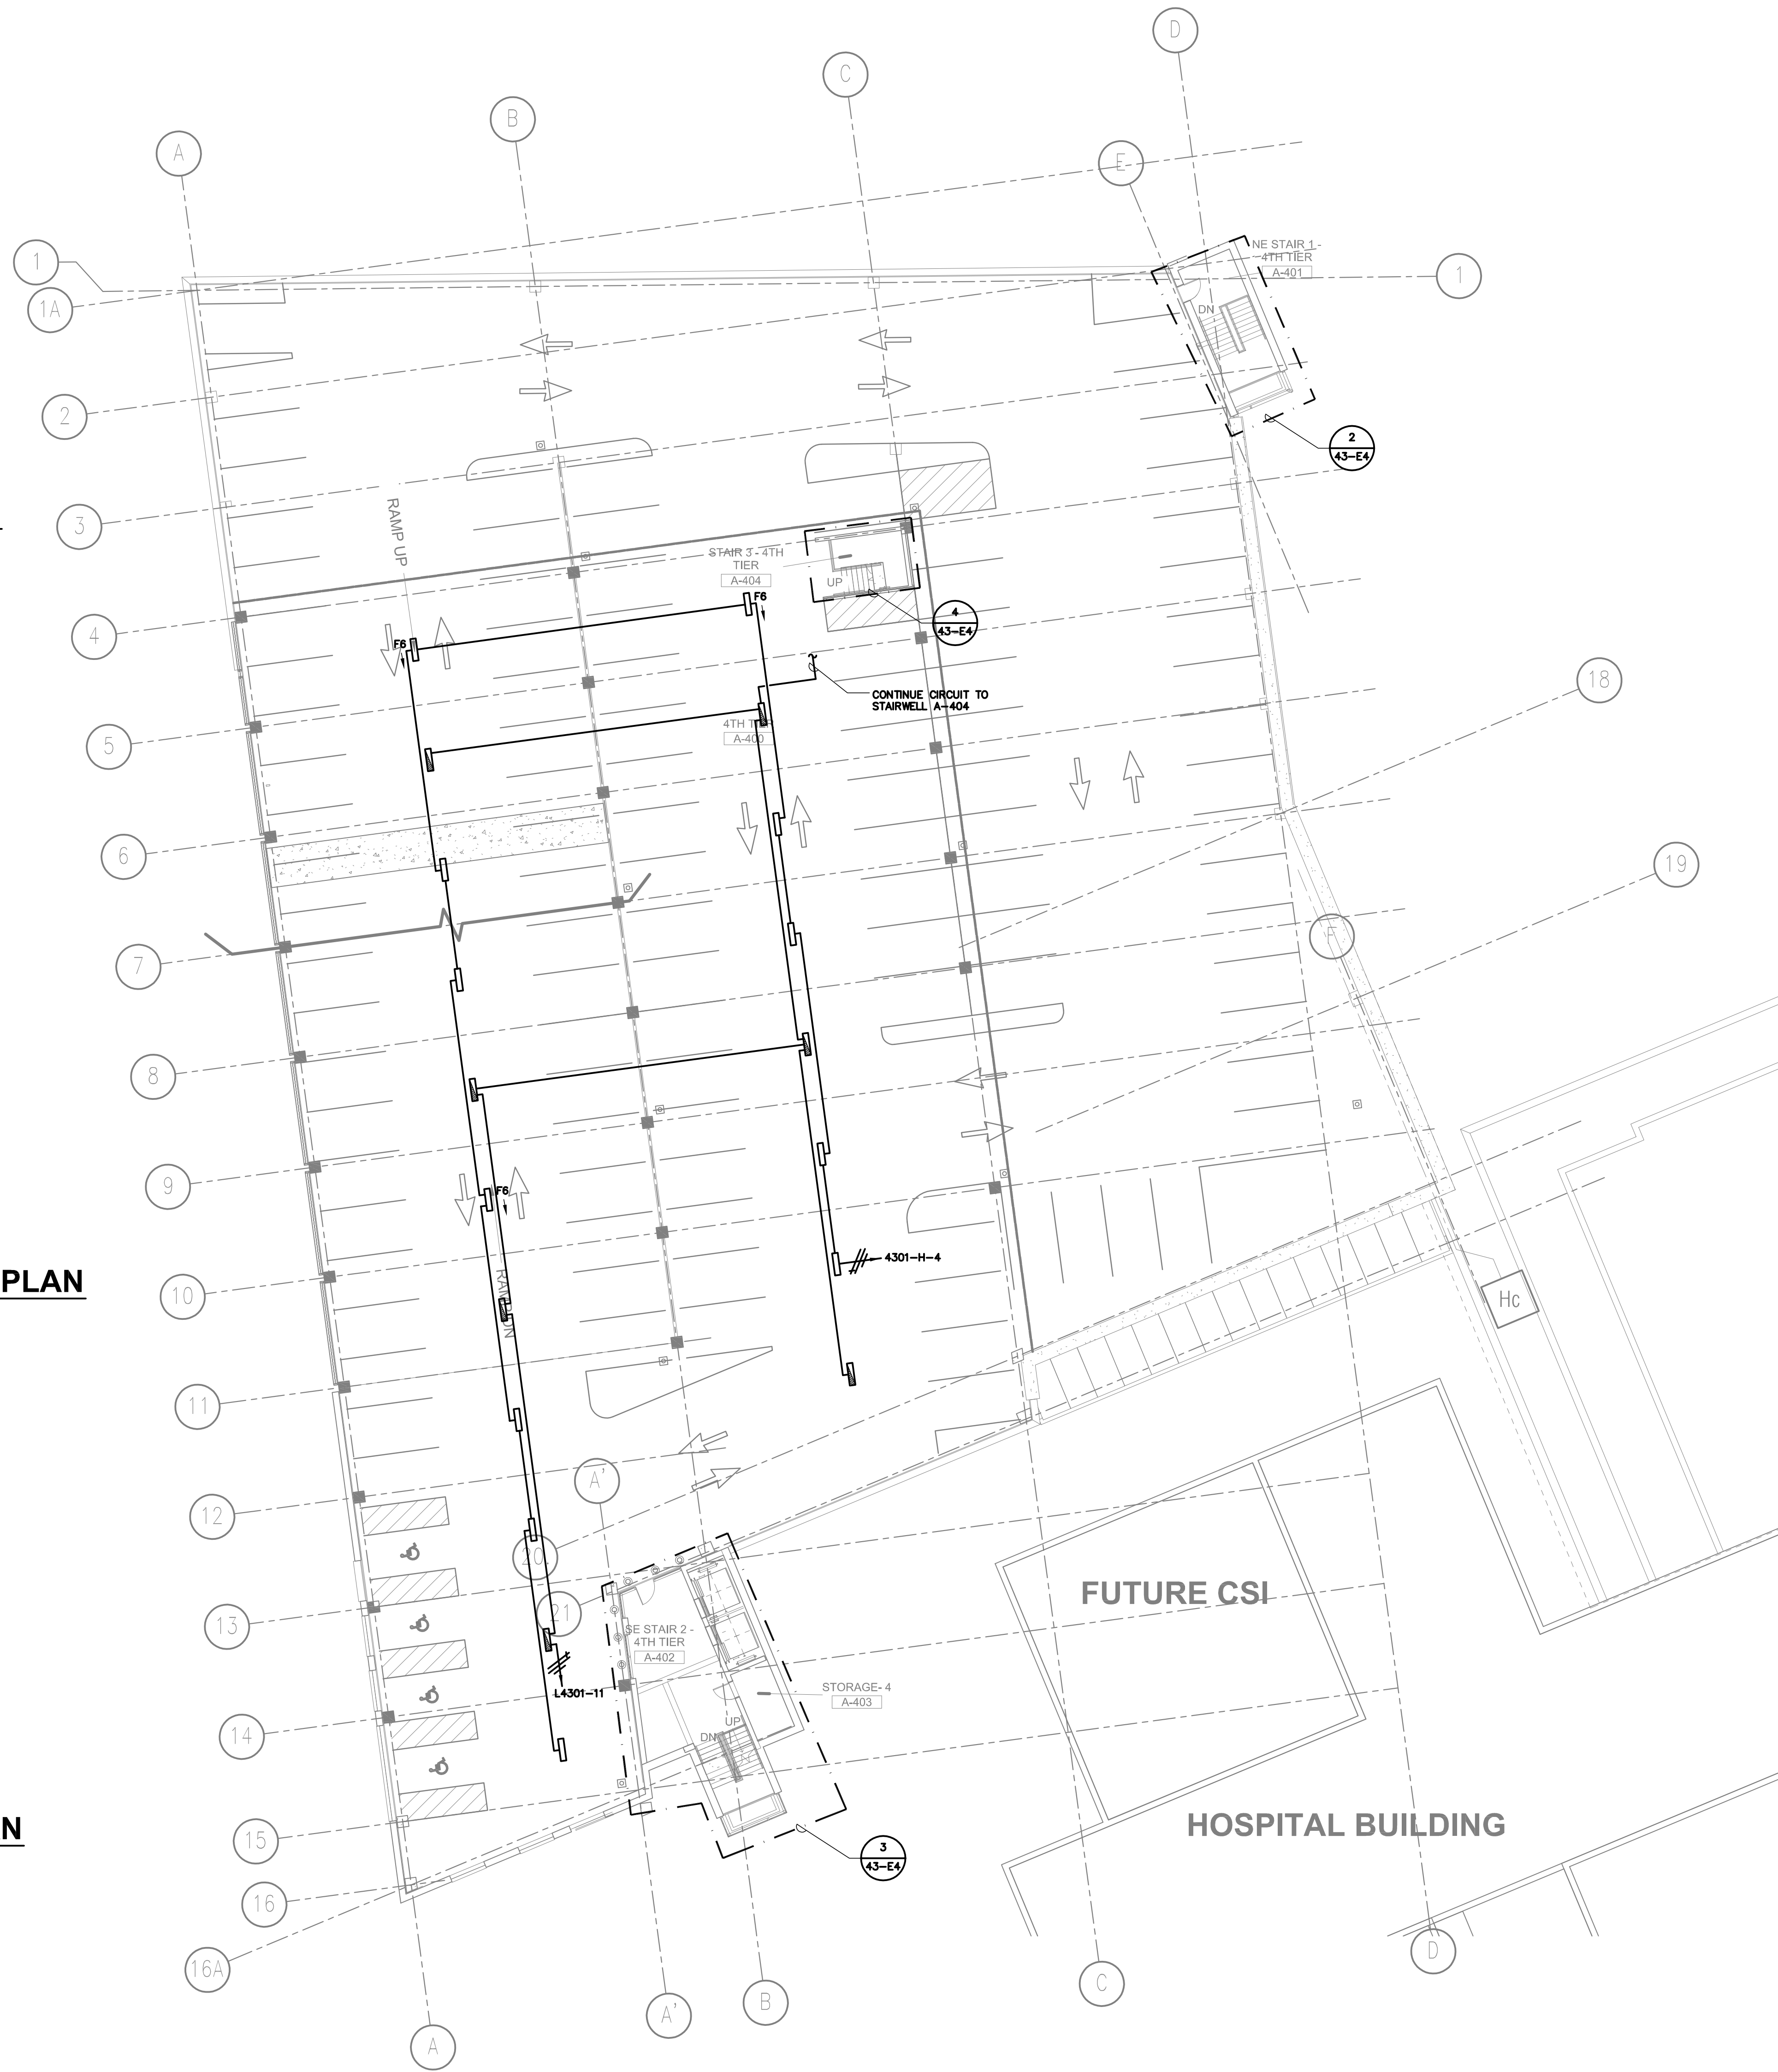 D
C
B
A
E
1
1A
1
NE STAIR 1 -
4TH TIER
A-401
DN
2
2
43-E4
3
RAMP UP
STAIR 3 - 4TH
TIER
A-404
UP
F6
4
43-E4
4
F6
CONTINUE CIRCUIT TO
STAIRWELL A-404
18
4TH TIER
A-400
5
6
19
F
7
8
9
F6
4301-H-4
PLAN
10
RAMP DN
Hc
11
A'
12
20
21
FUTURE CSI
13
SE STAIR 2 -
4TH TIER
A-402
L4301-11
STORAGE- 4
A-403
14
UP
DN
HOSPITAL BUILDING
N
15
3
43-E4
16
16A
D
C
B
A'
A